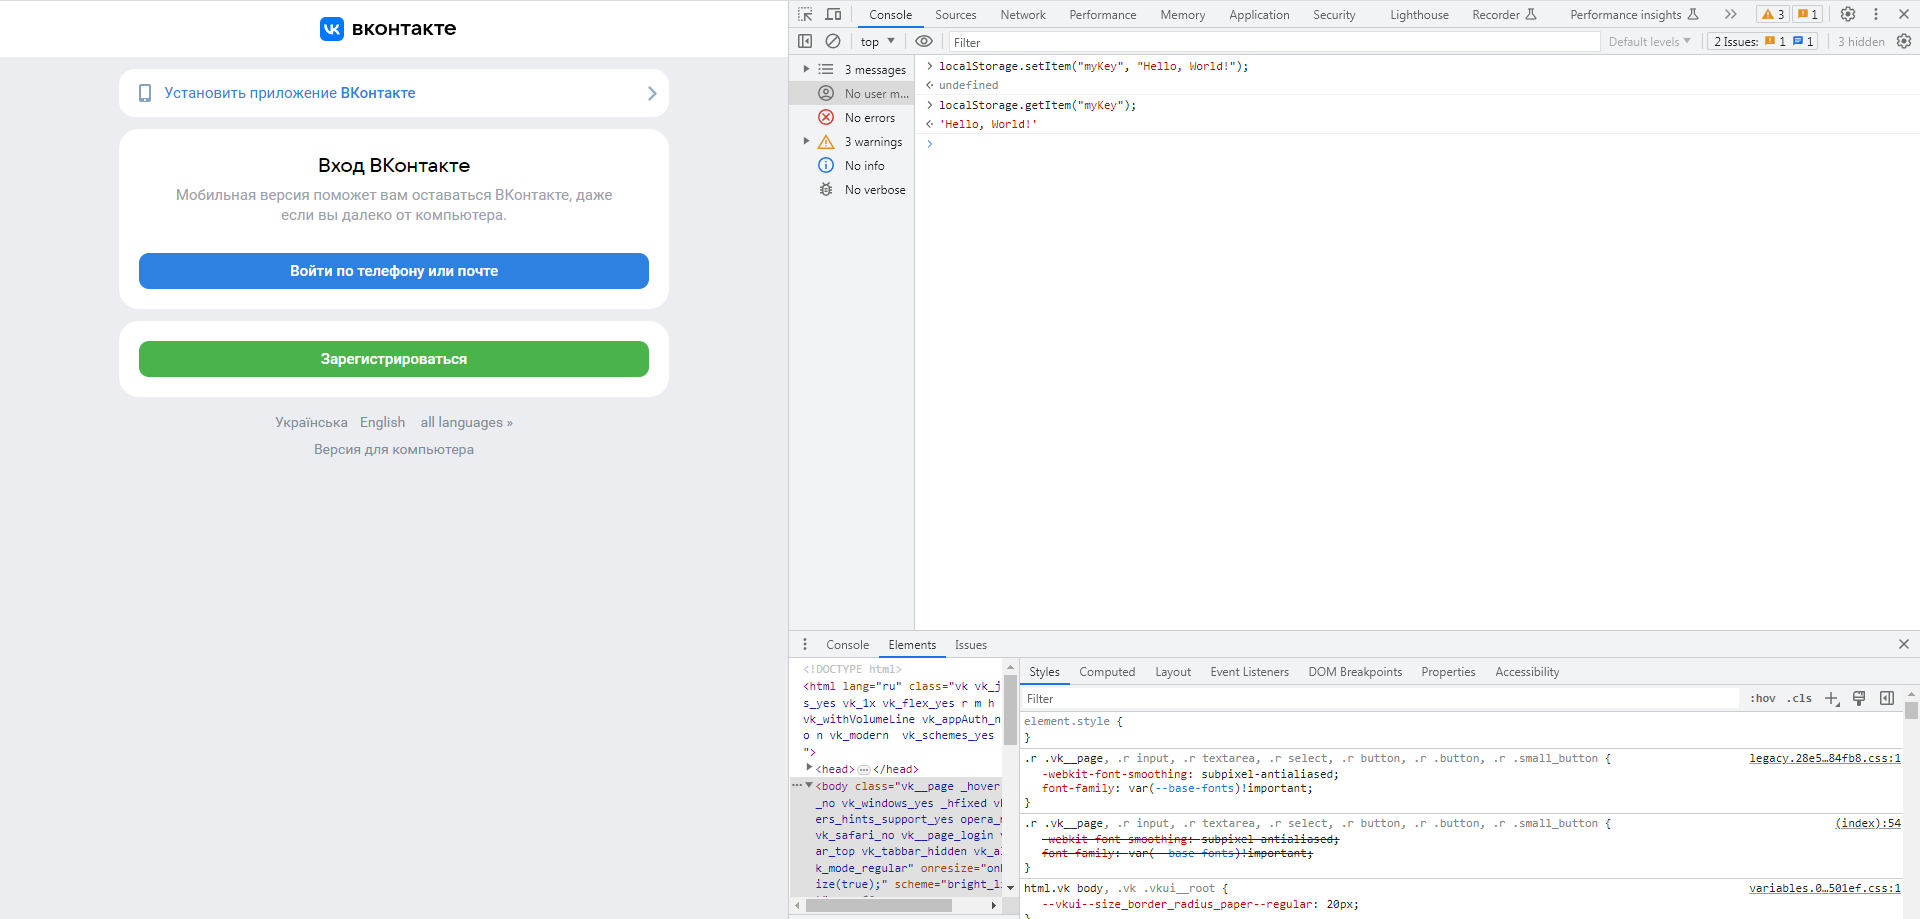 вконтакте
Установить приложение ВКонтакте
Вход ВКонтакте
Мобильная версия поможет вам оставаться ВКонтакте, даже
если вы далеко от компьютера.
Войти по телефону или почте
Зарегистрироваться
Українська English all languages »
Версия для компьютера
Console Sources Network Performance Memory Application Security Lighthouse Recorder Performance insights 3 1
top Filter Default levels 2 Issues: 1 1 3 hidden
3 messages
No user m...
No errors
3 warnings
No info
No verbose
> localStorage.setItem("myKey", "Hello, World!");
undefined
> localStorage.getItem("myKey");
'Hello, World!'
>
Console Elements Issues
<!DOCTYPE html>
<html lang="ru" class="vk vk_j
s_yes vk_1x vk_flex_yes r m h
vk_withVolumeLine vk_appAuth_n
o n vk_modern vk_schemes_yes
">
<head>…</head>
<body class="vk__page _hover
_no vk_windows_yes _hfixed vk
ers_hints_support_yes opera_
vk_safari_no vk__page_login
ar_top vk_tabbar_hidden vk_a
k_mode_regular" onresize="on
ize(true);" scheme="bright_li
Styles Computed Layout Event Listeners DOM Breakpoints Properties Accessibility
Filter :hov .cls
element.style {
}
.r .vk__page, .r input, .r textarea, .r select, .r button, .r .button, .r .small_button { legacy.28e5…84fb8.css:1
-webkit-font-smoothing: subpixel-antialiased;
font-family: var(--base-fonts)!important;
}
.r .vk__page, .r input, .r textarea, .r select, .r button, .r .button, .r .small_button { (index):54
-webkit-font-smoothing: subpixel-antialiased;
font-family: var(--base-fonts)!important;
}
html.vk body, .vk .vkui__root { variables.0…501ef.css:1
--vkui--size_border_radius_paper--regular: 20px;